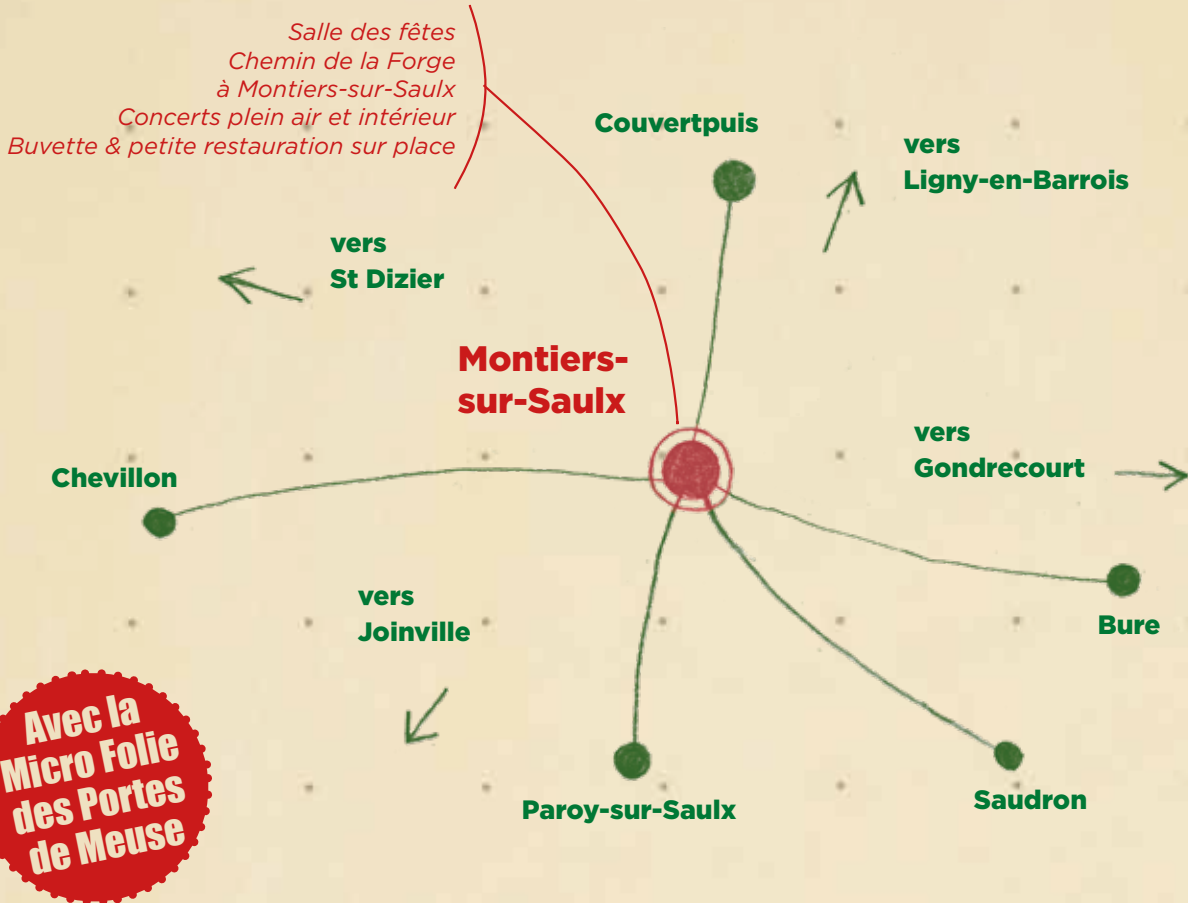 Salle des fêtes
Chemin de la Forge
à Montiers-sur-Saulx
Concerts plein air et intérieur
Buvette & petite restauration sur place
Couvertpuis
vers
Ligny-en-Barrois
vers
St Dizier
Montiers-
sur-Saulx
vers
Gondrecourt
Chevillon
vers
Joinville
Bure
Avec la
Micro Folie
des Portes
de Meuse
Paroy-sur-Saulx
Saudron